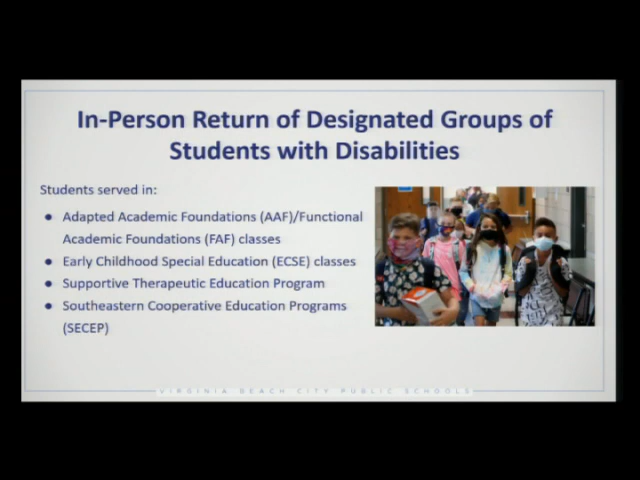 In-Person Return of Designated Groups of
Students with Disabilities
Students served in:
● Adapted Academic Foundations (AAF)/Functional
Academic Foundations (FAF) classes
● Early Childhood Special Education (ECSE) classes
● Supportive Therapeutic Education Program
● Southeastern Cooperative Education Programs
(SECEP)
VIRGINIA BEACH CITY PUBLIC SCHOOLS